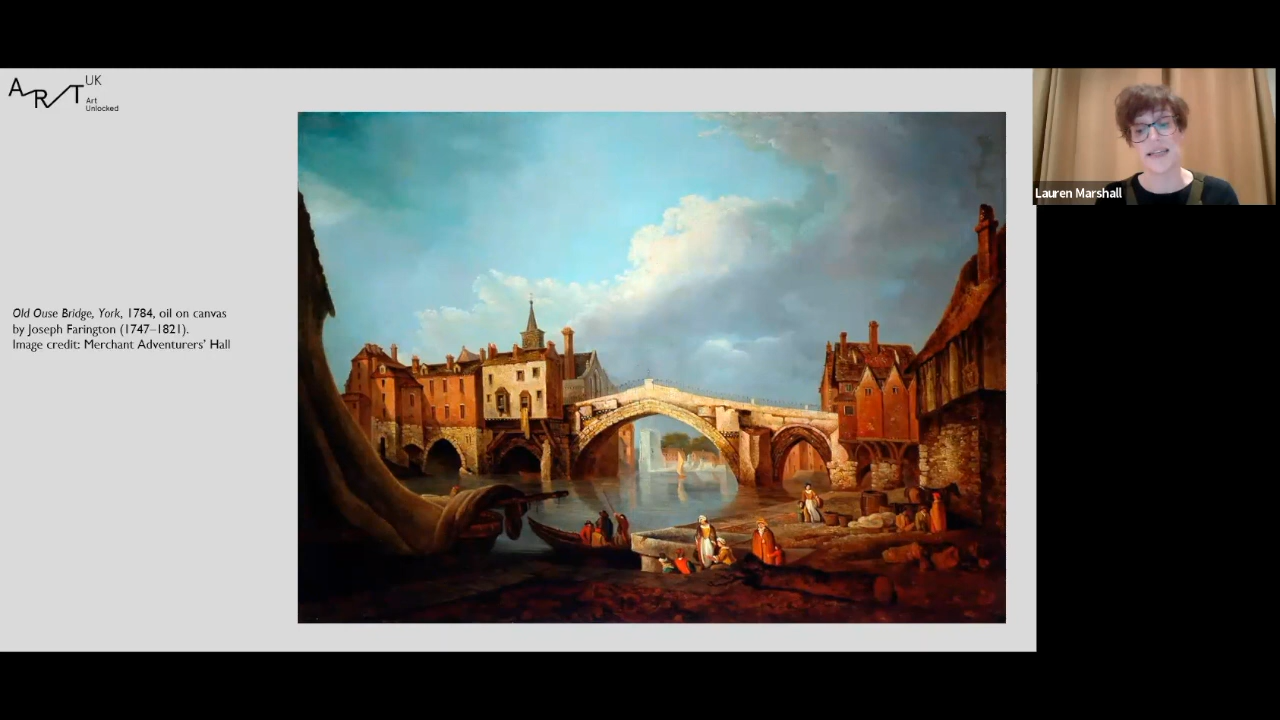 ART UK
Art
Unlocked
Old Ouse Bridge, York, 1784, oil on canvas
by Joseph Farington (1747–1821).
Image credit: Merchant Adventurers' Hall
Lauren Marshall